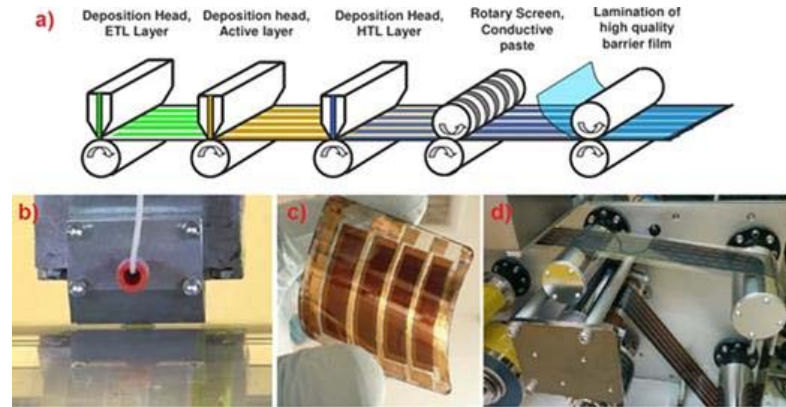 a)
Deposition Head,
ETL Layer
Deposition head,
Active layer
Deposition Head,
HTL Layer
Rotary Screen,
Conductive
paste
Lamination of
high quality
barrier film
b)
c)
d)